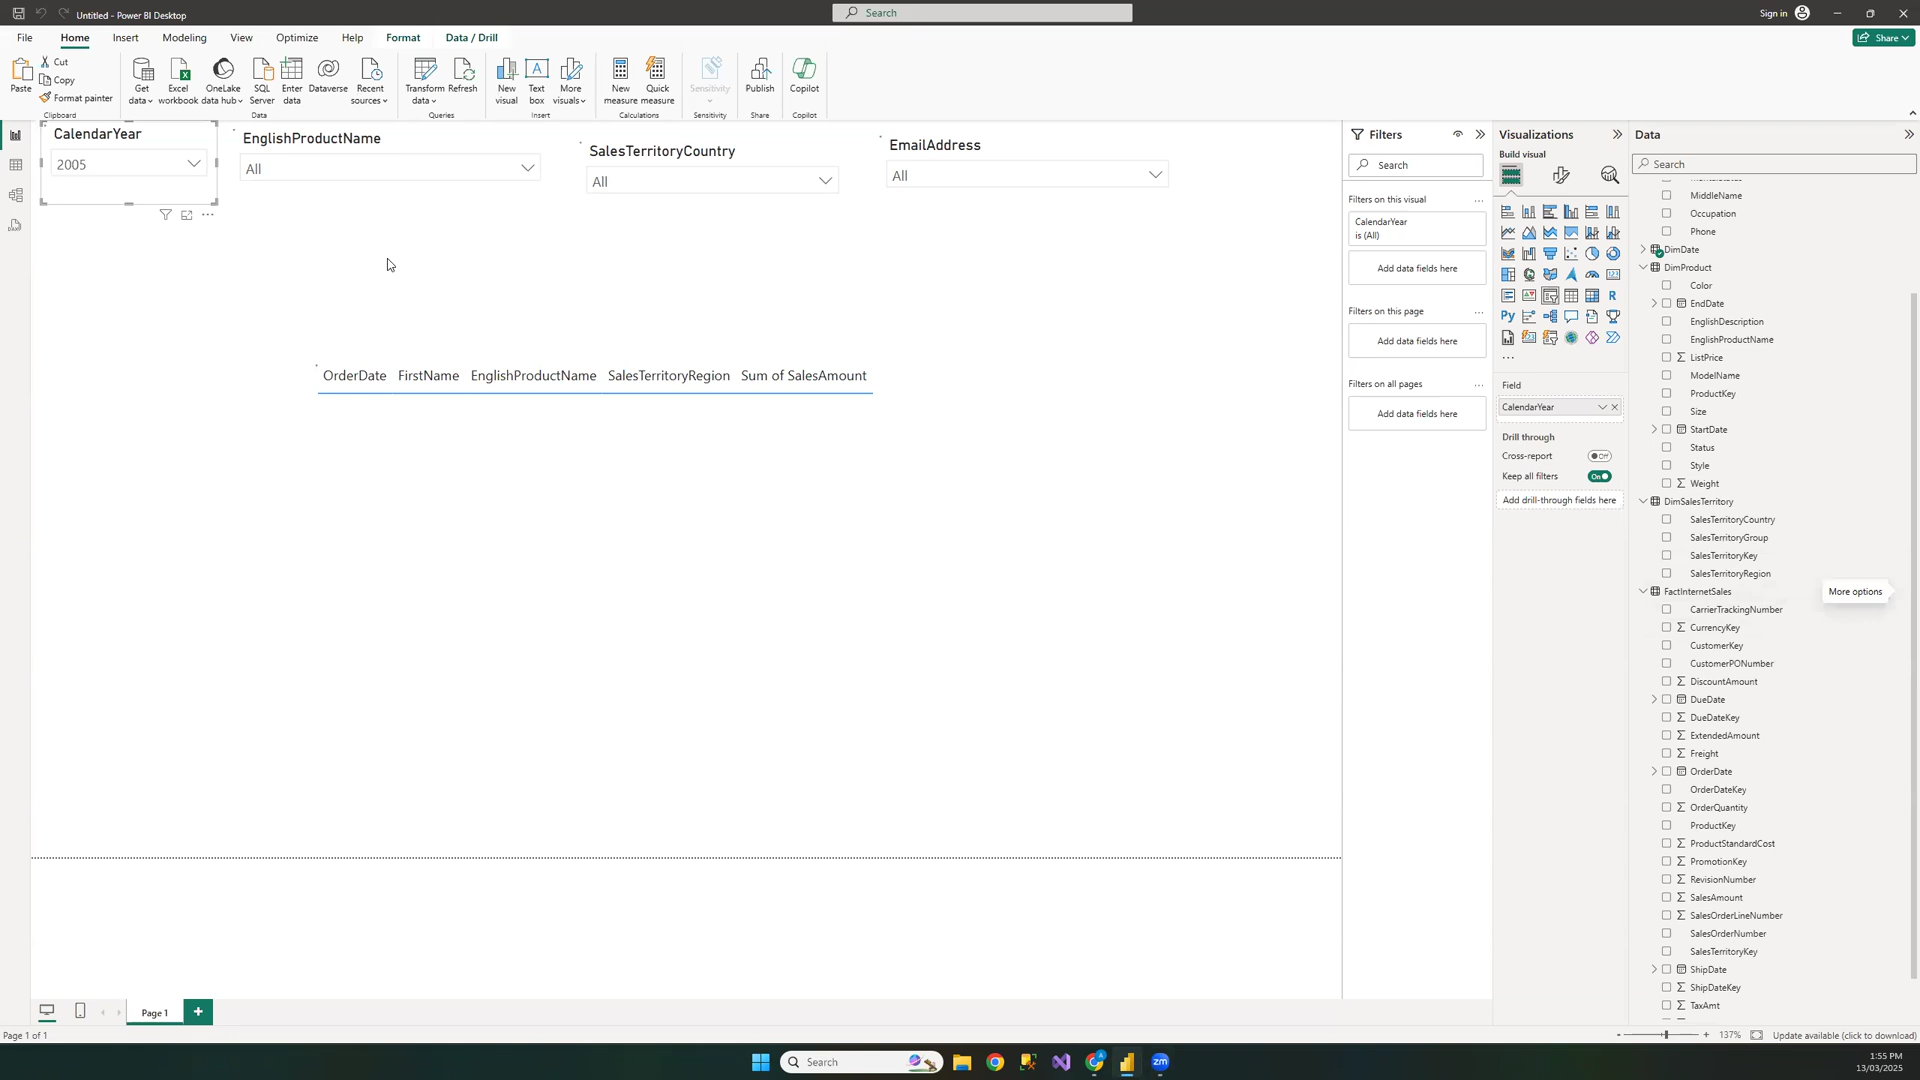 Untitled - Power BI Desktop
Search
Sign in
File
Home
Insert
Modeling
View
Optimize
Help
Format
Data / Drill
Share
Paste
Cut
Copy
Format painter
Clipboard
Get data
Excel workbook
OneLake data hub
SQL Server
Enter data
Dataverse
Recent sources
Data
Transform data
Refresh
Queries
New visual
Text box
More visuals
Insert
New measure
Quick measure
Calculations
Sensitivity
Sensitivity
Publish
Share
Copilot
Copilot
CalendarYear
2005
EnglishProductName
All
SalesTerritoryCountry
All
EmailAddress
All
OrderDate FirstName EnglishProductName SalesTerritoryRegion Sum of SalesAmount
Filters
Search
Filters on this visual
CalendarYear
is (All)
Add data fields here
Filters on this page
Add data fields here
Filters on all pages
Add data fields here
Visualizations
Build visual
R
Py
123
Field
CalendarYear
Drill through
Cross-report
Off
Keep all filters
On
Add drill-through fields here
Data
Search
MiddleName
Occupation
Phone
DimDate
DimProduct
Color
EndDate
EnglishDescription
EnglishProductName
ListPrice
ModelName
ProductKey
Size
StartDate
Status
Style
Weight
DimSalesTerritory
SalesTerritoryCountry
SalesTerritoryGroup
SalesTerritoryKey
SalesTerritoryRegion
FactInternetSales
More options
CarrierTrackingNumber
CurrencyKey
CustomerKey
CustomerPONumber
DiscountAmount
DueDate
DueDateKey
ExtendedAmount
Freight
OrderDate
OrderDateKey
OrderQuantity
ProductKey
ProductStandardCost
PromotionKey
RevisionNumber
SalesAmount
SalesOrderLineNumber
SalesOrderNumber
SalesTerritoryKey
ShipDate
ShipDateKey
TaxAmt
Page 1
Page 1 of 1
137%
Update available (click to download)
Search
zm
1:55 PM
13/03/2025